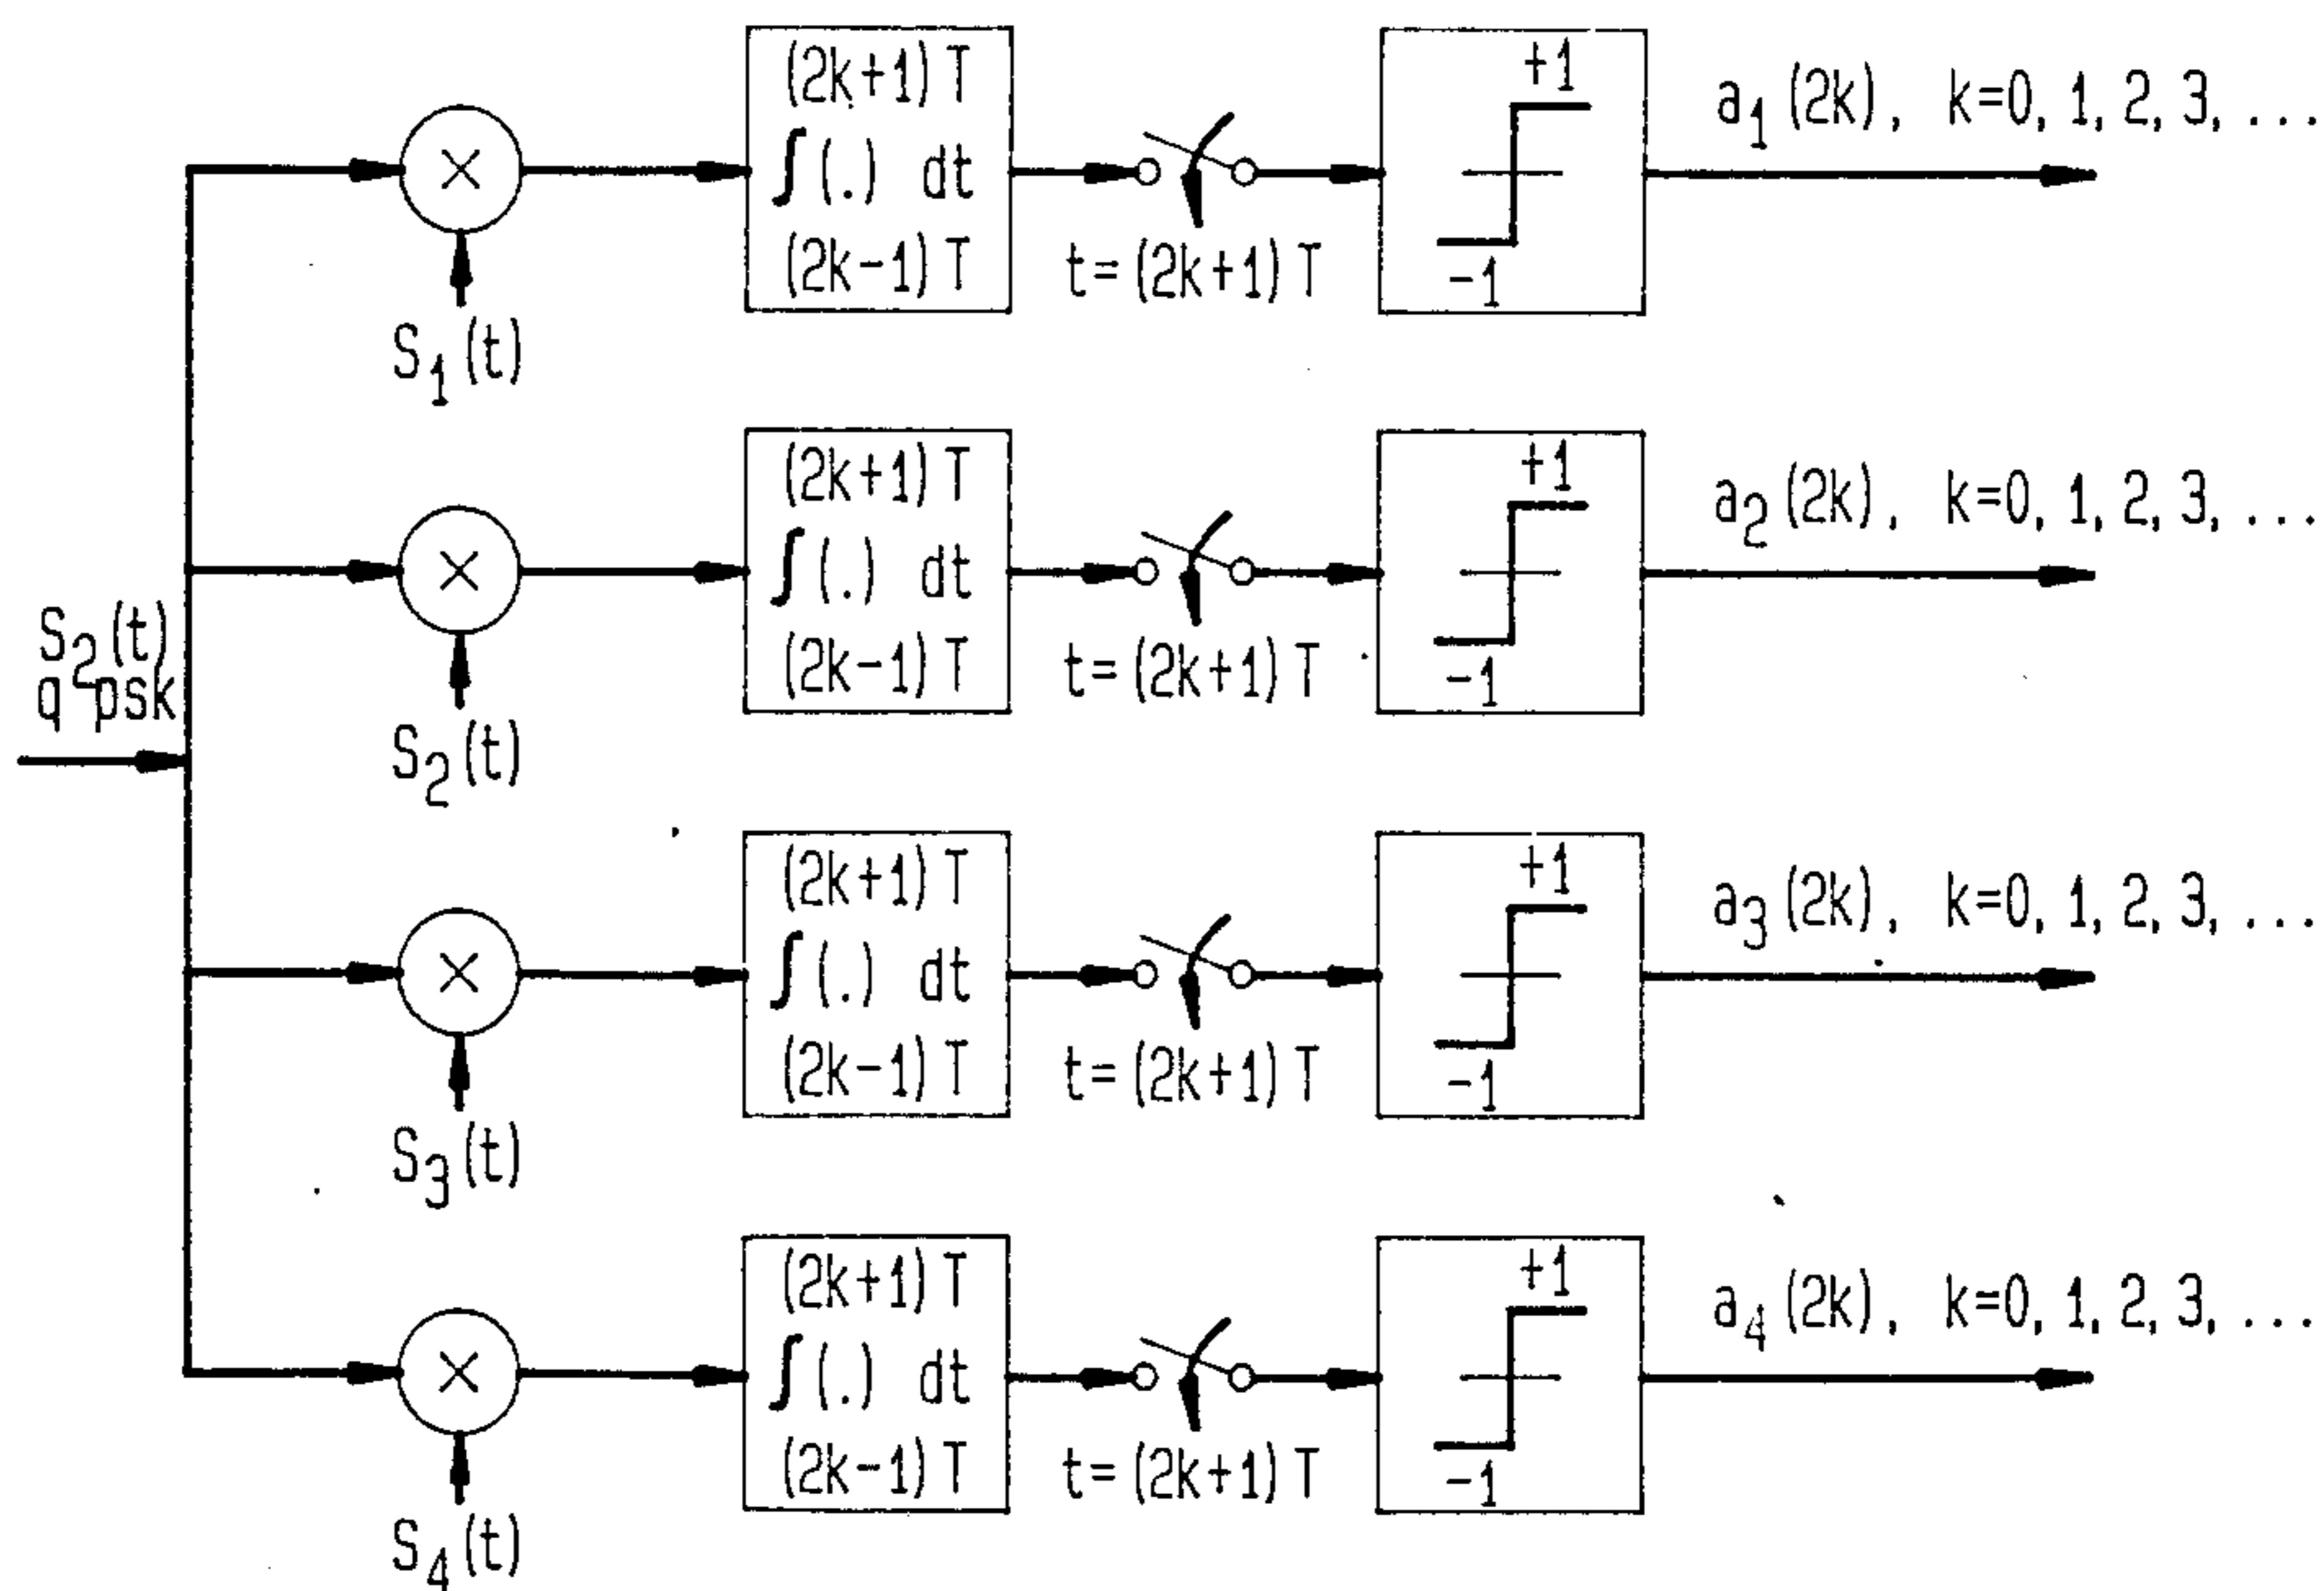 (2k+1)T
∫(.) dt
(2k-1)T
+1
-1
a₁(2k), k=0, 1, 2, 3, ...
t=(2k+1)T
S₁(t)
(2k+1)T
∫(.) dt
(2k-1)T
+1
-1
a₂(2k), k=0, 1, 2, 3, ...
t=(2k+1)T
S₂(t)
S₂(t)
q psk
(2k+1)T
∫(.) dt
(2k-1)T
+1
-1
a₃(2k), k=0, 1, 2, 3, ...
t=(2k+1)T
S₃(t)
(2k+1)T
∫(.) dt
(2k-1)T
+1
-1
a₄(2k), k=0, 1, 2, 3, ...
t=(2k+1)T
S₄(t)